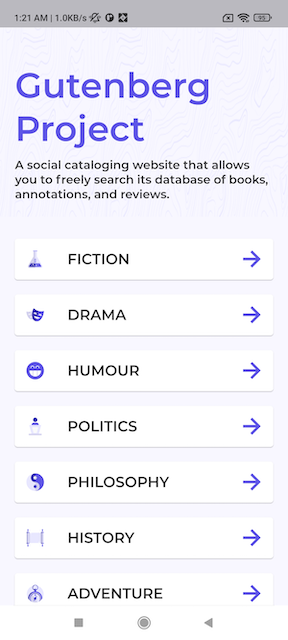 1:21 AM | 1.0KB/s
95
Gutenberg
Project
A social cataloging website that allows
you to freely search its database of books,
annotations, and reviews.
FICTION
DRAMA
HUMOUR
POLITICS
PHILOSOPHY
HISTORY
ADVENTURE